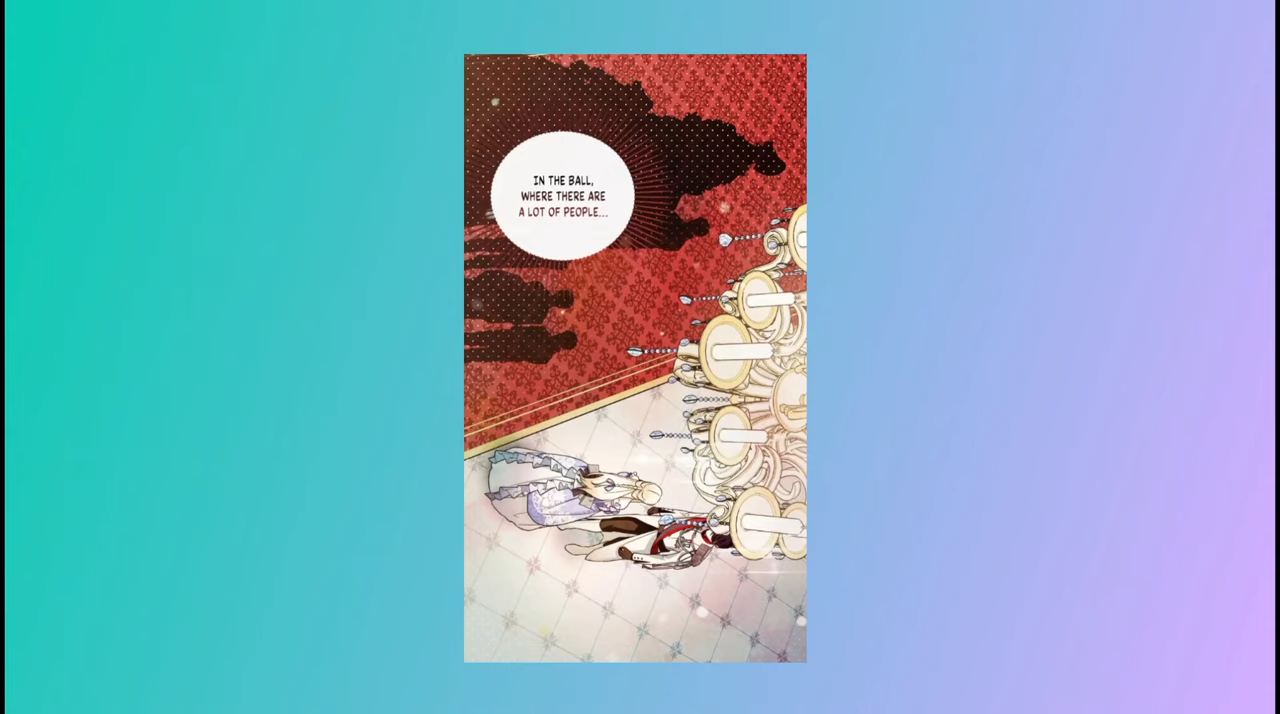 IN THE BALL,
WHERE THERE ARE
A LOT OF PEOPLE...